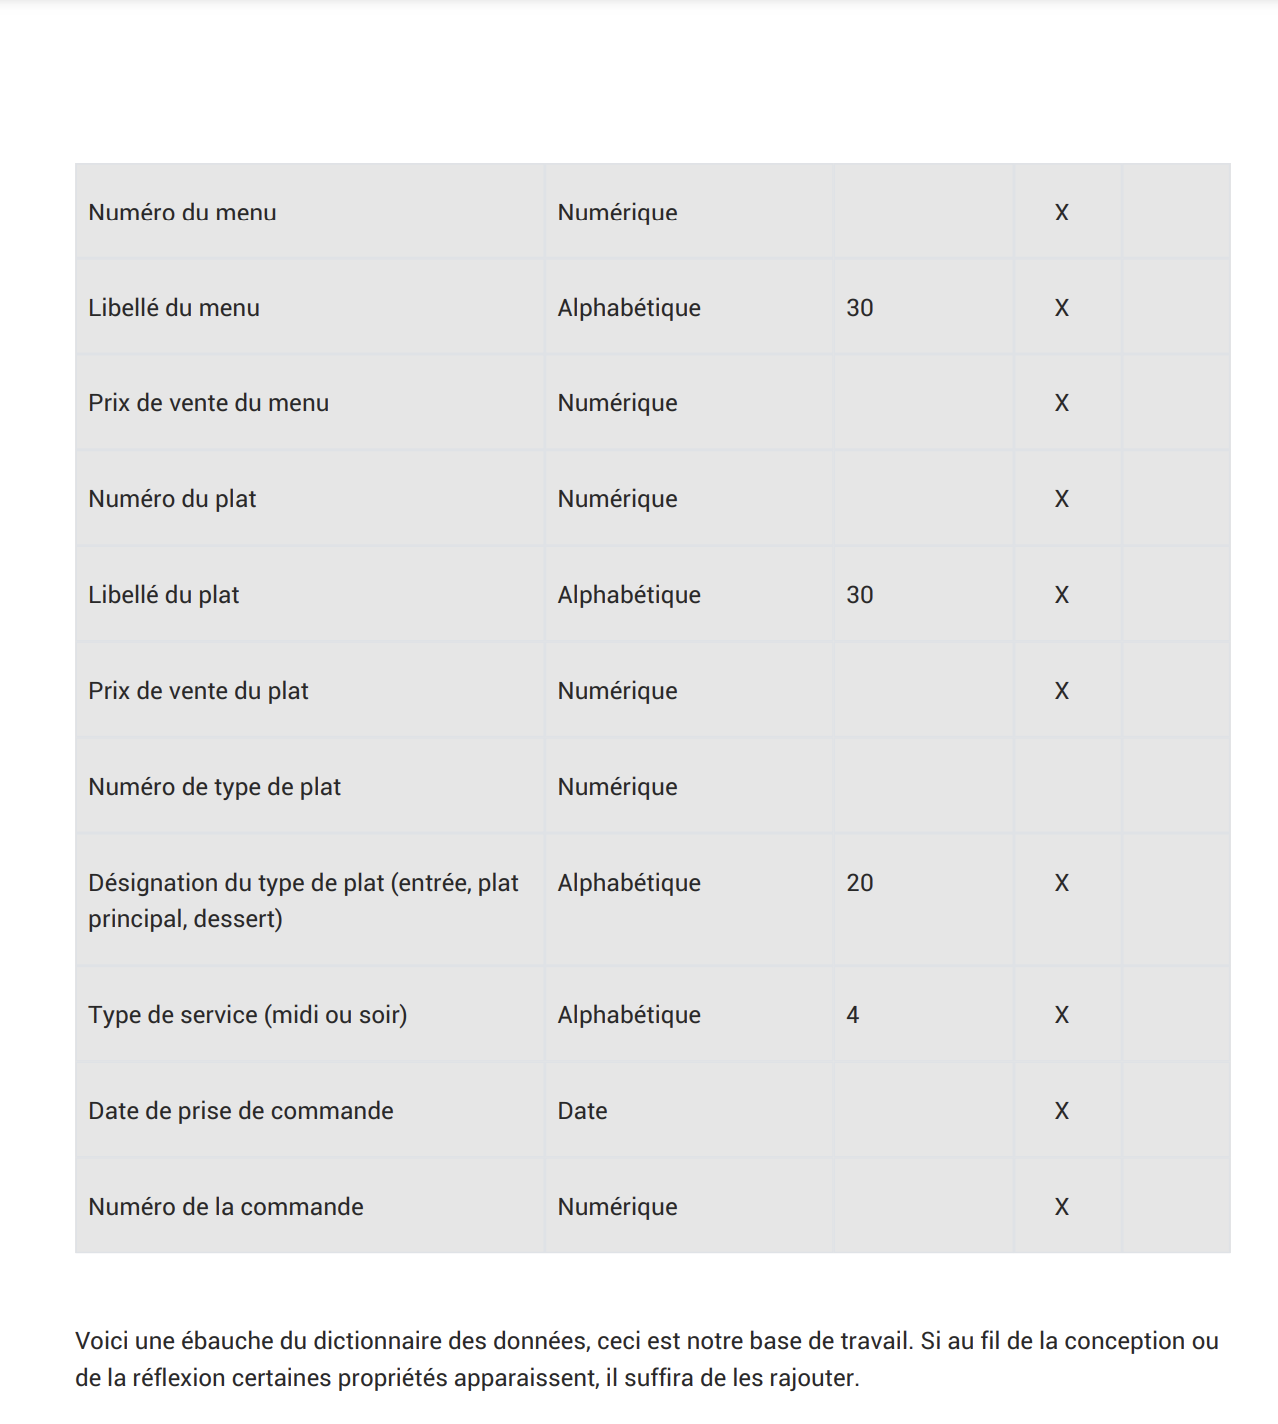 Numéro du menu Numérique X
Libellé du menu Alphabétique 30 X
Prix de vente du menu Numérique X
Numéro du plat Numérique X
Libellé du plat Alphabétique 30 X
Prix de vente du plat Numérique X
Numéro de type de plat Numérique
Désignation du type de plat (entrée, plat Alphabétique 20 X
principal, dessert)
Type de service (midi ou soir) Alphabétique 4 X
Date de prise de commande Date X
Numéro de la commande Numérique X
Voici une ébauche du dictionnaire des données, ceci est notre base de travail. Si au fil de la conception ou
de la réflexion certaines propriétés apparaissent, il suffira de les rajouter.